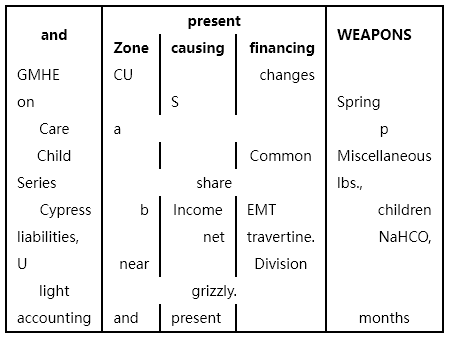 present
and WEAPONS
Zone causing financing
GMHE CU changes
on S Spring
Care a p
Child Common Miscellaneous
Series share lbs.,
Cypress b Income EMT children
liabilities, net travertine. NaHCO,
U near Division
light grizzly.
accounting and present months